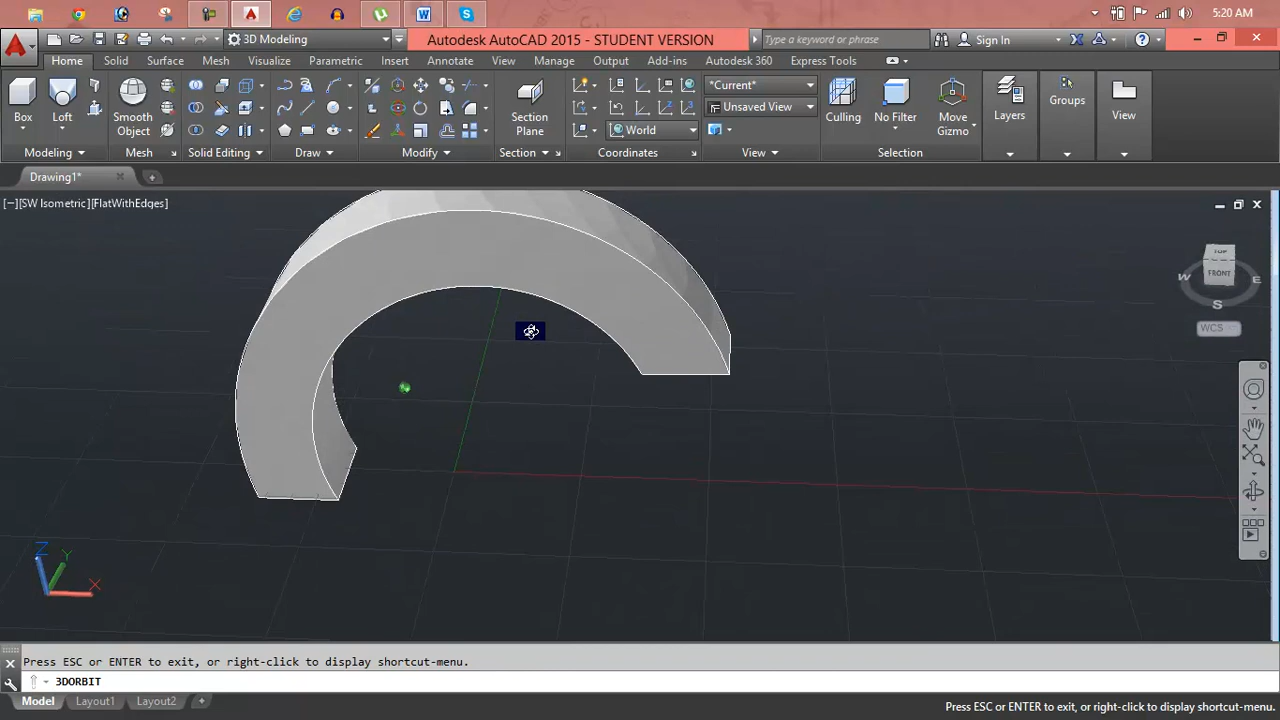 5:20 AM
3D Modeling
Autodesk AutoCAD 2015 - STUDENT VERSION
Type a keyword or phrase
Sign In
Home Solid Surface Mesh Visualize Parametric Insert Annotate View Manage Output Add-ins Autodesk 360 Express Tools
*Current*
Unsaved View
World
Box
Loft
Smooth
Object
Section
Plane
Culling
No Filter
Move
Gizmo
Layers
Groups
View
Modeling
Mesh
Solid Editing
Draw
Modify
Section
Coordinates
View
Selection
Drawing1*
[−][SW Isometric][FlatWithEdges]
TOP
W
FRONT
E
S
WCS
Z
Y
X
Press ESC or ENTER to exit, or right-click to display shortcut-menu.
3DORBIT
Model Layout1 Layout2 +
Press ESC or ENTER to exit, or right-click to display shortcut-menu.